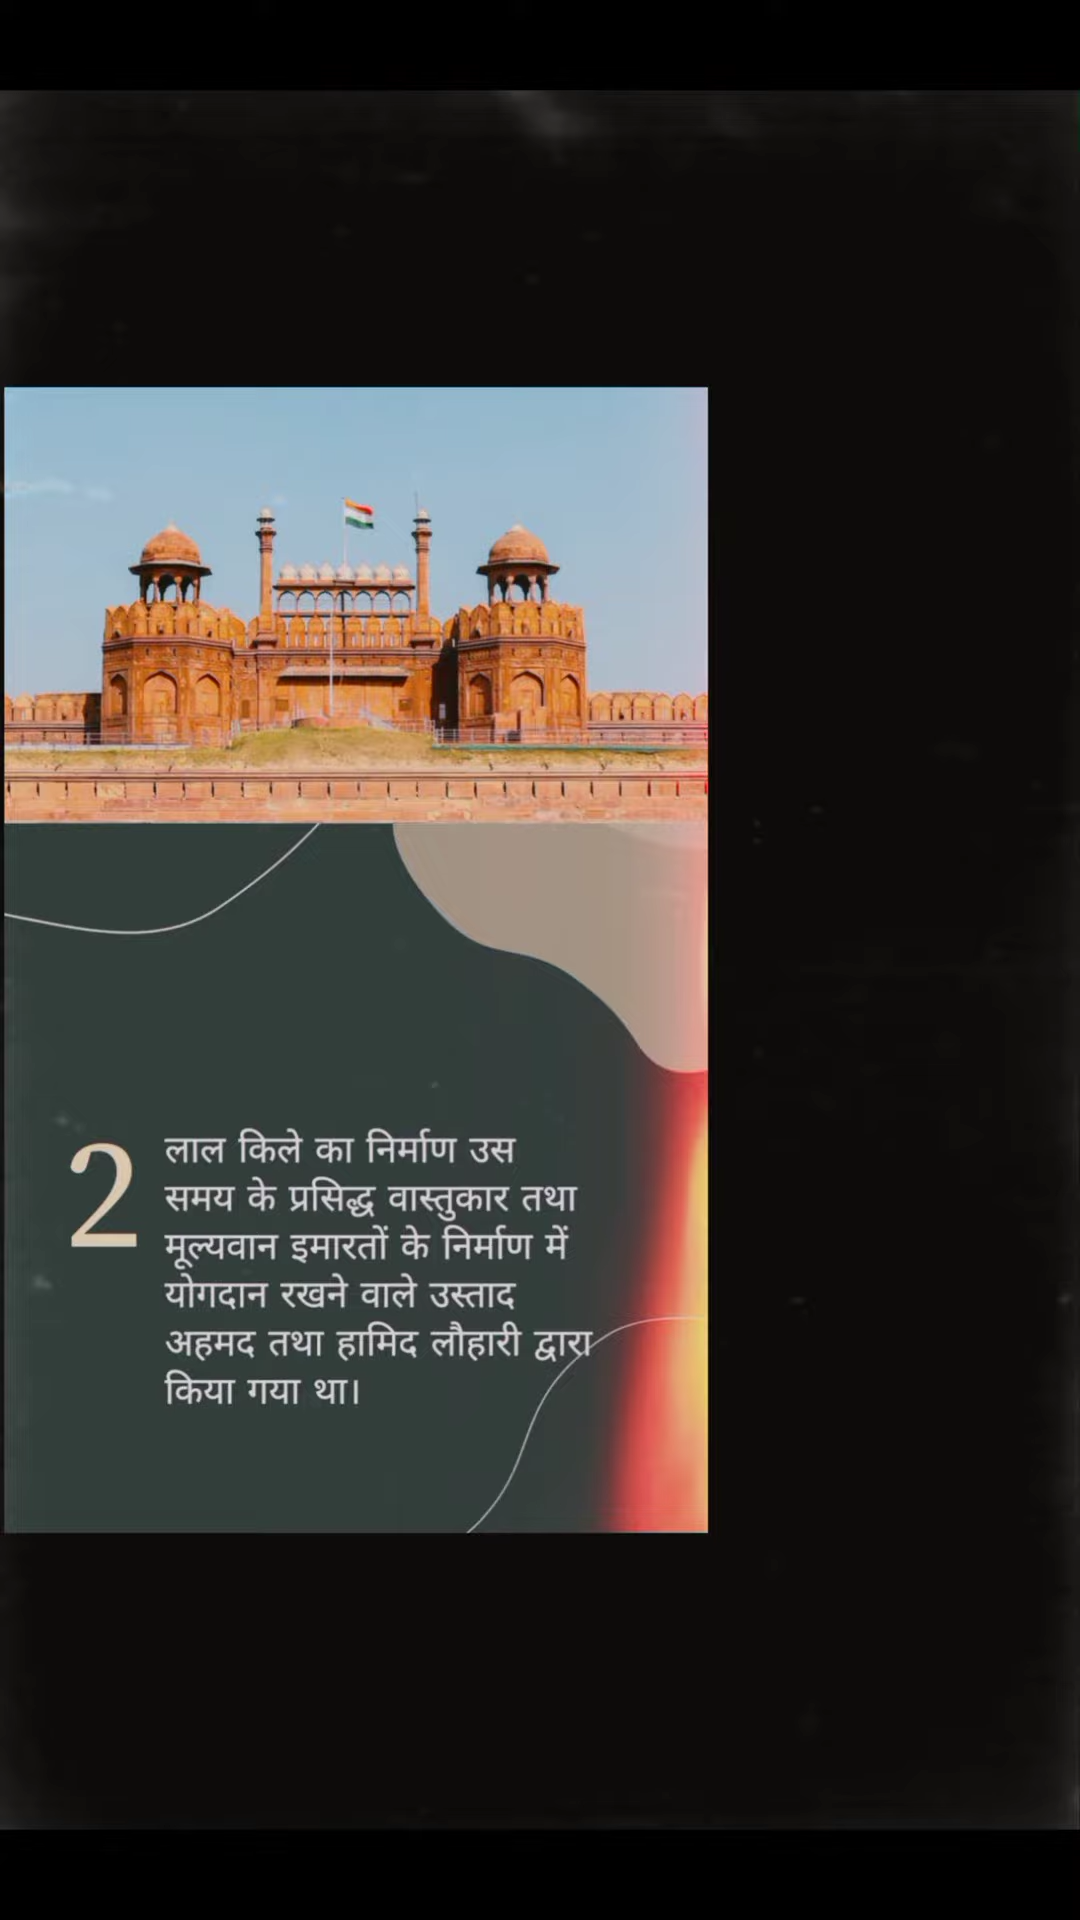 2
लाल किले का निर्माण उस
समय के प्रसिद्ध वास्तुकार तथा
मूल्यवान इमारतों के निर्माण में
योगदान रखने वाले उस्ताद
अहमद तथा हामिद लौहारी द्वारा
किया गया था।